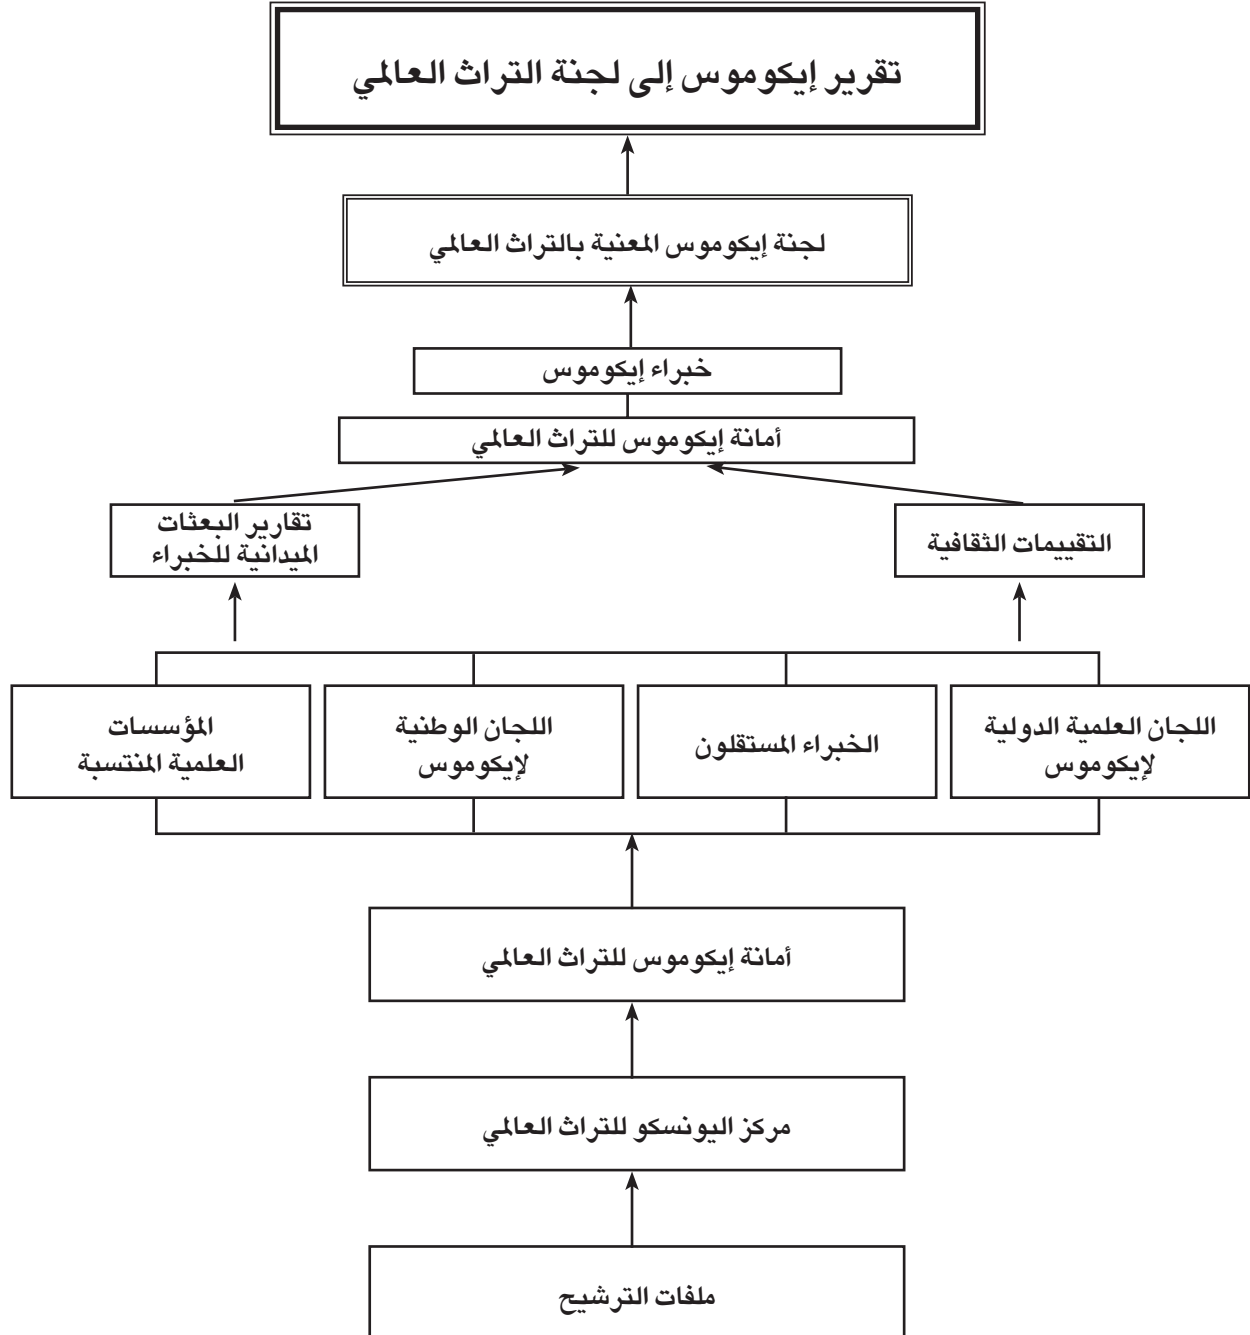 تقرير إيكوموس إلى لجنة التراث العالمي
لجنة إيكوموس المعنية بالتراث العالمي
خبراء إيكوموس
أمانة إيكوموس للتراث العالمي
التقييمات الثقافية
تقارير البعثات
الميدانية للخبراء
اللجان العلمية الدولية
لإيكوموس
الخبراء المستقلون
اللجان الوطنية
لإيكوموس
المؤسسات
العلمية المنتسبة
أمانة إيكوموس للتراث العالمي
مركز اليونسكو للتراث العالمي
ملفات الترشيح